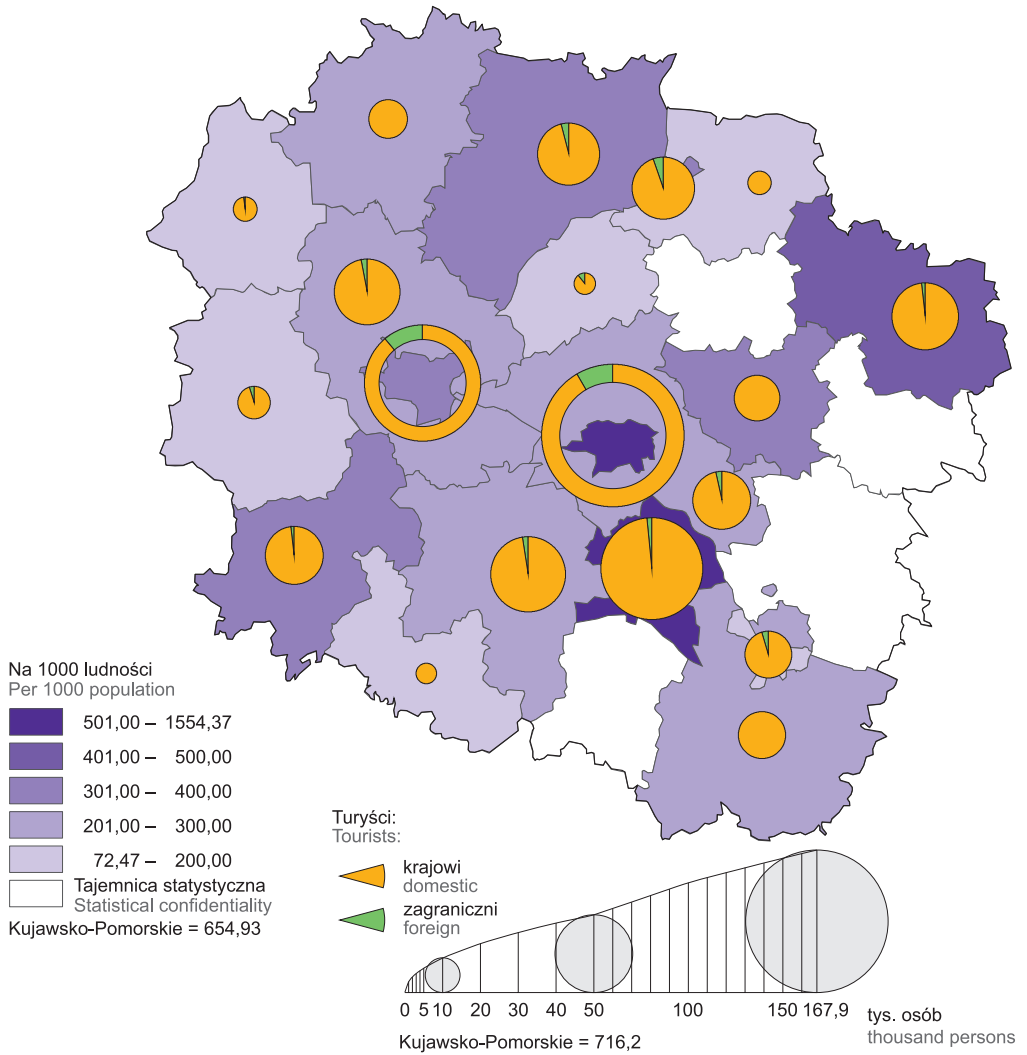 Na 1000 ludności
Per 1000 population
501,00 – 1554,37
401,00 – 500,00
301,00 – 400,00
201,00 – 300,00
72,47 – 200,00
Tajemnica statystyczna
Statistical confidentiality
Kujawsko-Pomorskie = 654,93
Turyści:
Tourists:
krajowi
domestic
zagraniczni
foreign
0 5 10 20 30 40 50 100 150 167,9
tys. osób
thousand persons
Kujawsko-Pomorskie = 716,2